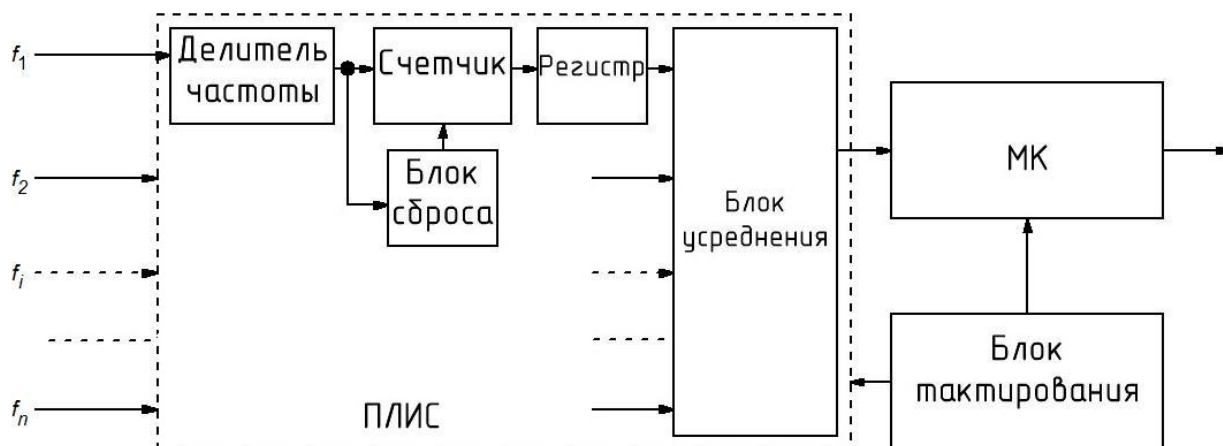 f1
Делитель
частоты
Счетчик
Регистр
f2
Блок
сброса
Блок
усреднения
МК
fi
Блок
тактирования
fn
ПЛИС